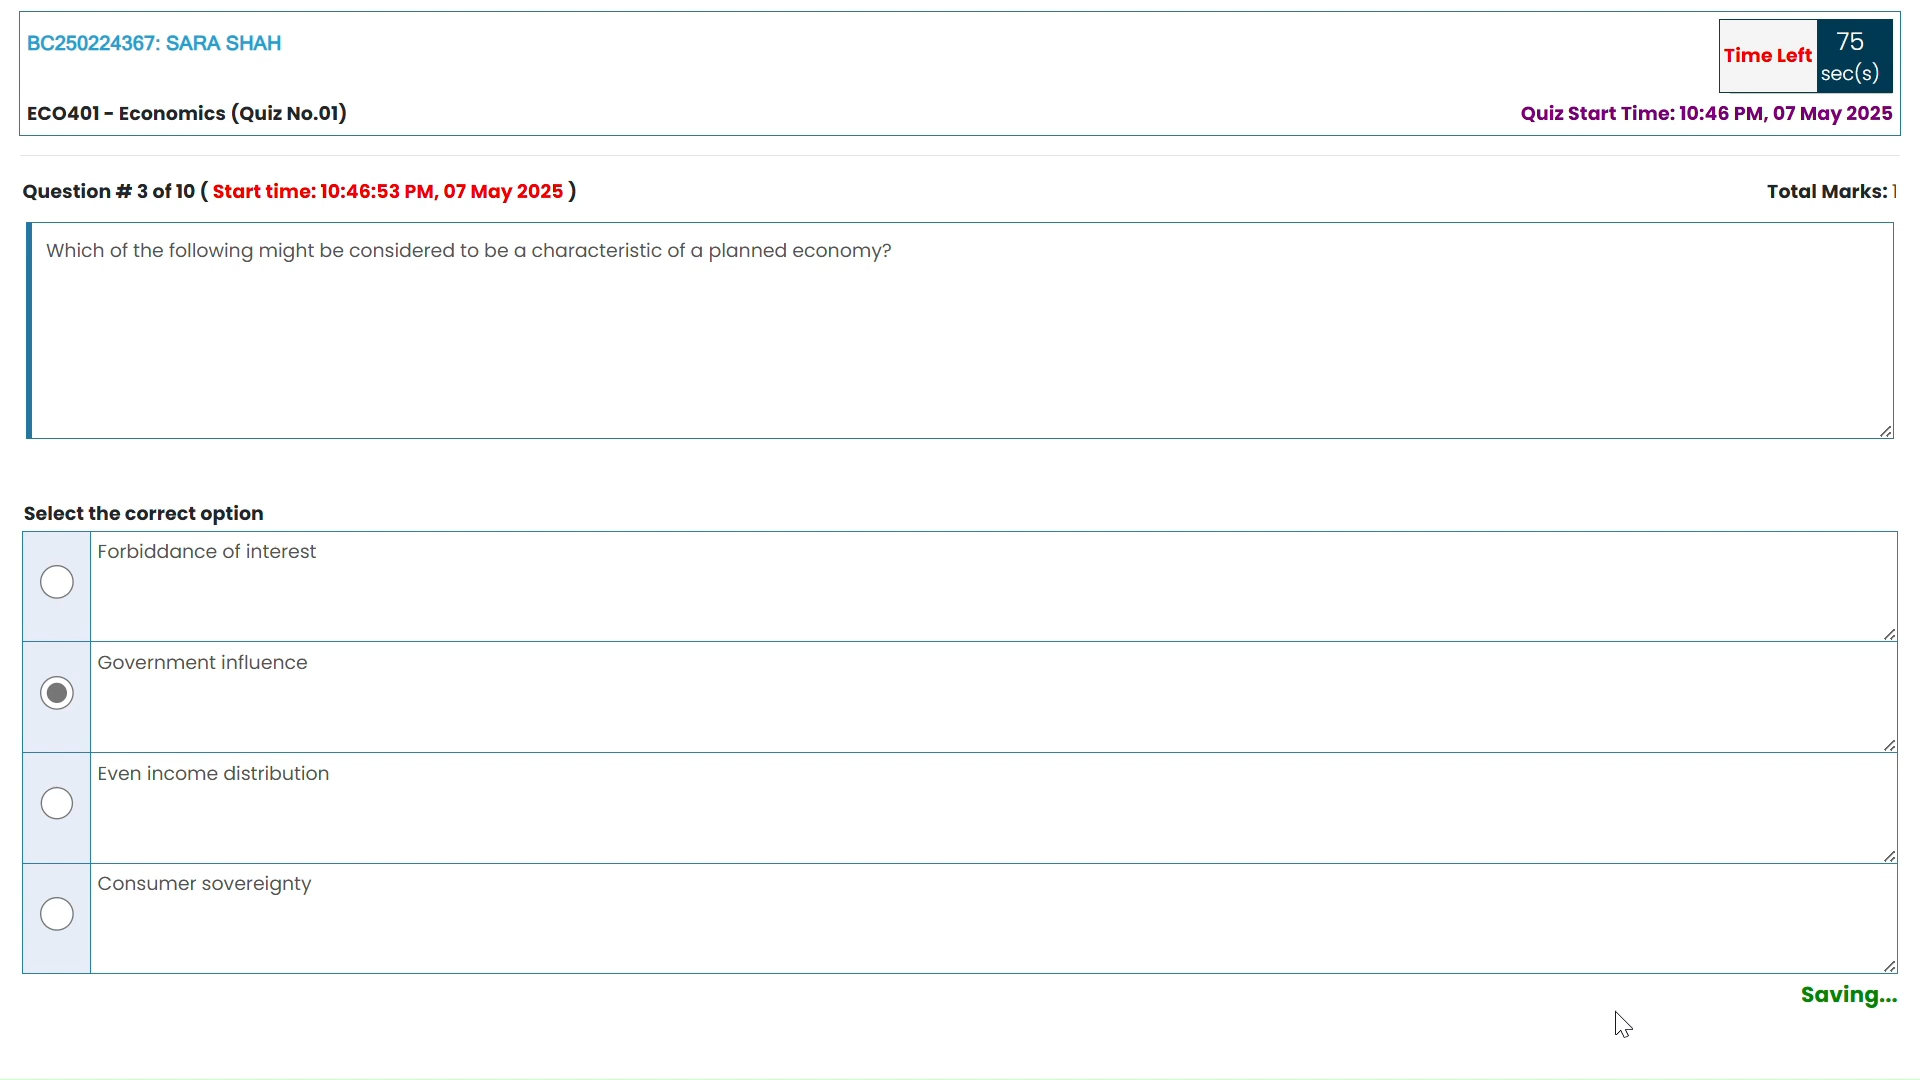 BC250224367: SARA SHAH
Time Left
75
sec(s)
ECO401 - Economics (Quiz No.01)
Quiz Start Time: 10:46 PM, 07 May 2025
Question # 3 of 10 ( Start time: 10:46:53 PM, 07 May 2025 )
Total Marks: 1
Which of the following might be considered to be a characteristic of a planned economy?
Select the correct option
Forbiddance of interest
Government influence
Even income distribution
Consumer sovereignty
Saving...